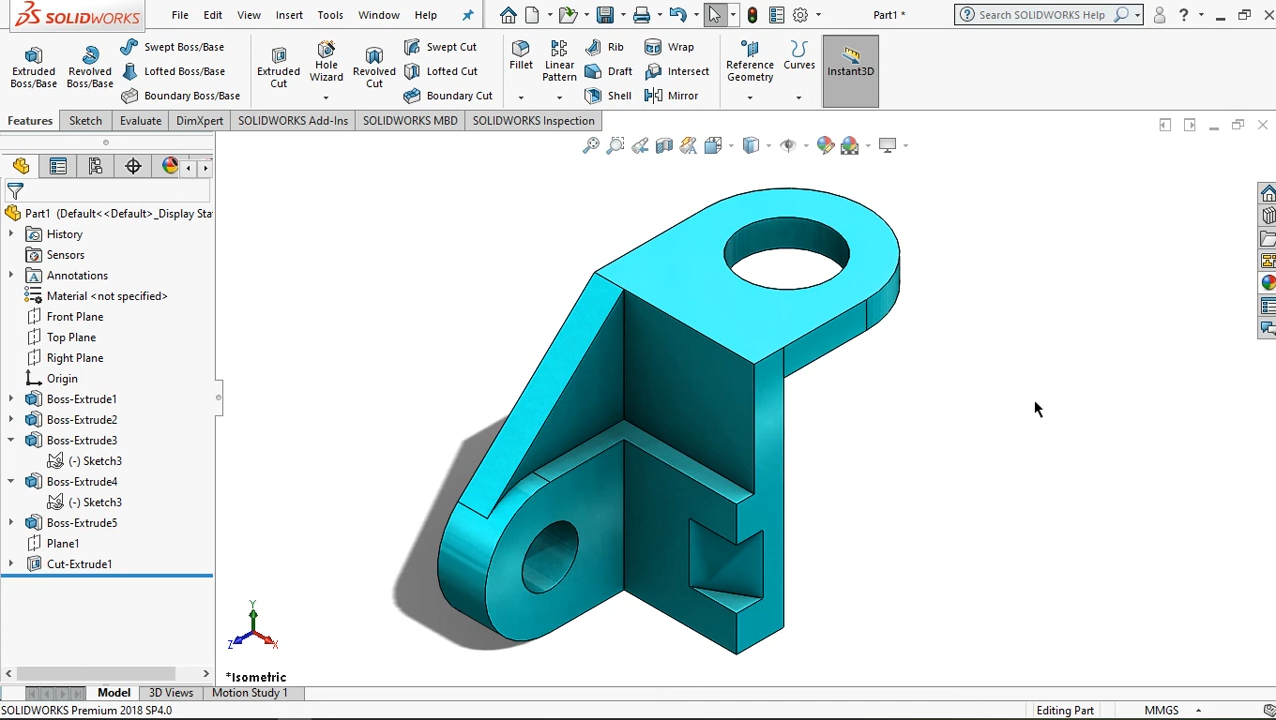 SOLIDWORKS File Edit View Insert Tools Window Help Part1 * Search SOLIDWORKS Help ?
Extruded Boss/Base
Revolved Boss/Base
Swept Boss/Base
Lofted Boss/Base
Boundary Boss/Base
Extruded Cut
Hole Wizard
Revolved Cut
Swept Cut
Lofted Cut
Boundary Cut
Fillet
Linear Pattern
Rib
Draft
Shell
Wrap
Intersect
Mirror
Reference Geometry
Curves
Instant3D
Features Sketch Evaluate DimXpert SOLIDWORKS Add-Ins SOLIDWORKS MBD SOLIDWORKS Inspection
Part1 (Default<<Default>_Display Sta
History
Sensors
Annotations
Material <not specified>
Front Plane
Top Plane
Right Plane
Origin
Boss-Extrude1
Boss-Extrude2
Boss-Extrude3
(-) Sketch3
Boss-Extrude4
(-) Sketch3
Boss-Extrude5
Plane1
Cut-Extrude1
Y
Z X
*Isometric
Model 3D Views Motion Study 1
SOLIDWORKS Premium 2018 SP4.0 Editing Part MMGS